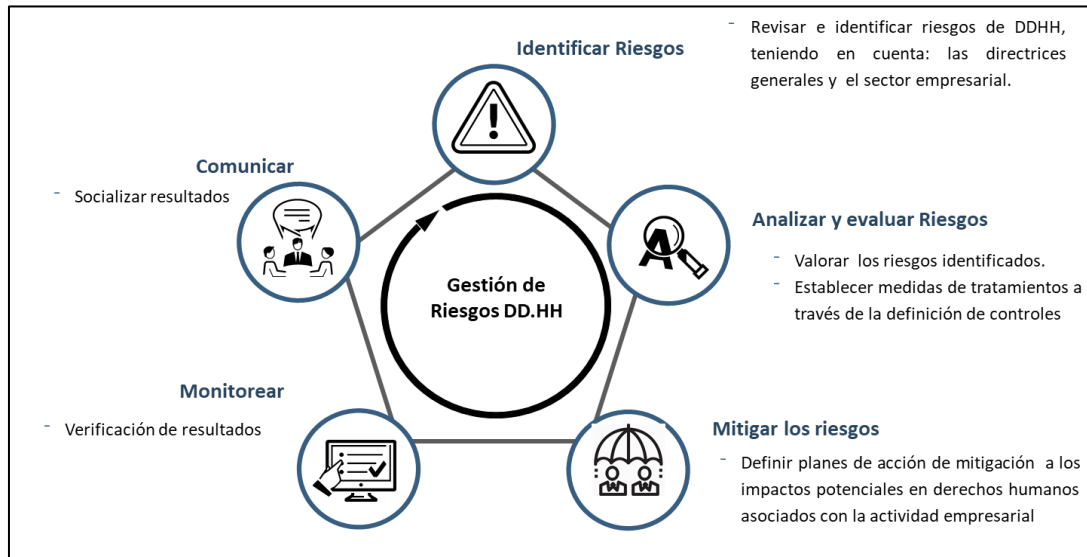 Identificar Riesgos
- Revisar e identificar riesgos de DDHH,
teniendo en cuenta: las directrices
generales y el sector empresarial.
Analizar y evaluar Riesgos
- Valorar los riesgos identificados.
- Establecer medidas de tratamientos a
través de la definición de controles
Mitigar los riesgos
- Definir planes de acción de mitigación a los
impactos potenciales en derechos humanos
asociados con la actividad empresarial
Monitorear
- Verificación de resultados
Comunicar
- Socializar resultados
Gestión de
Riesgos DD.HH
A